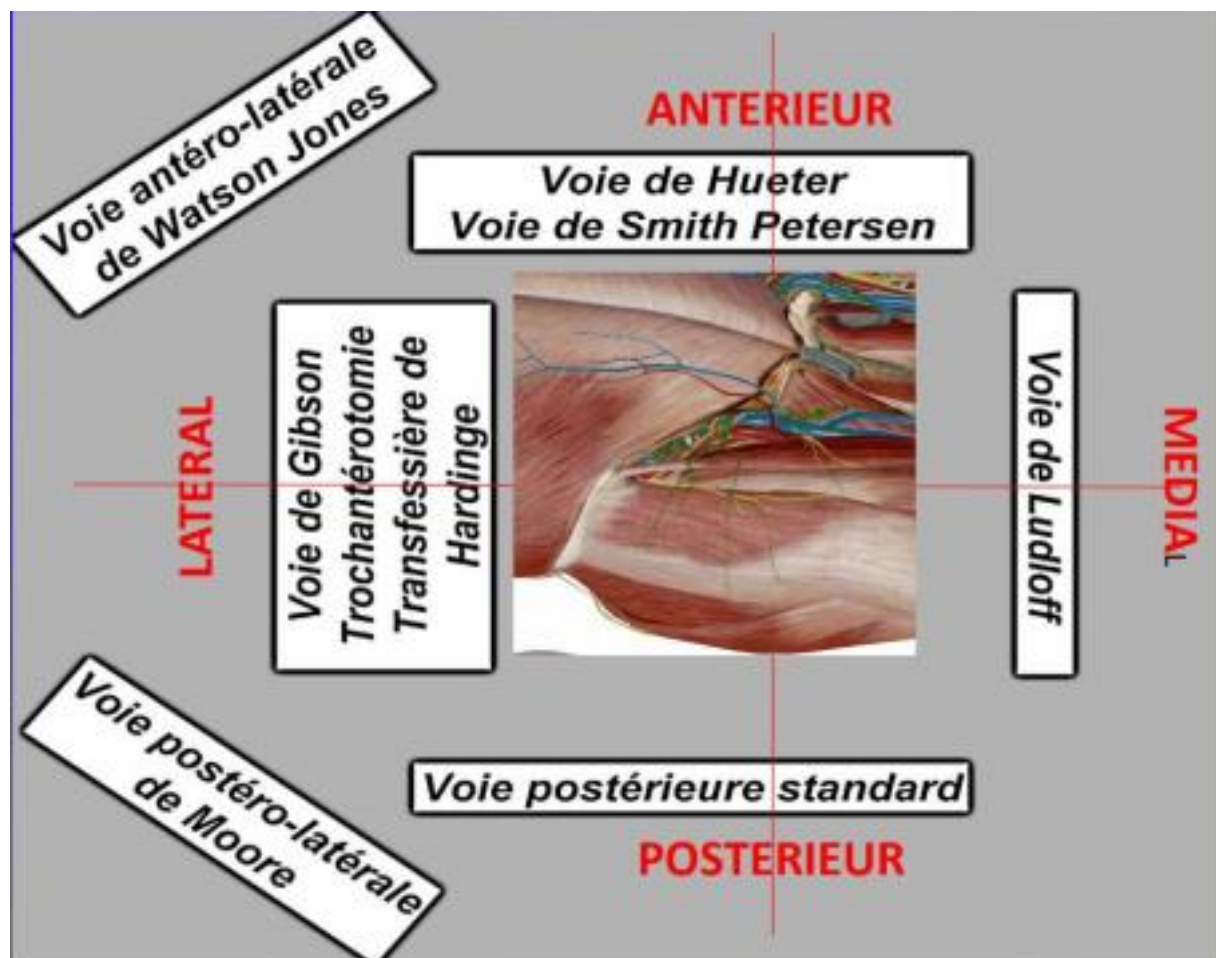 Voie antéro-latérale
de Watson Jones
ANTERIEUR
Voie de Hueter
Voie de Smith Petersen
LATERAL
Voie de Gibson
Trochantérotomie
Transfessière de
Hardinge
Voie de Ludloff
MEDIAL
Voie postéro-latérale
de Moore
Voie postérieure standard
POSTERIEUR